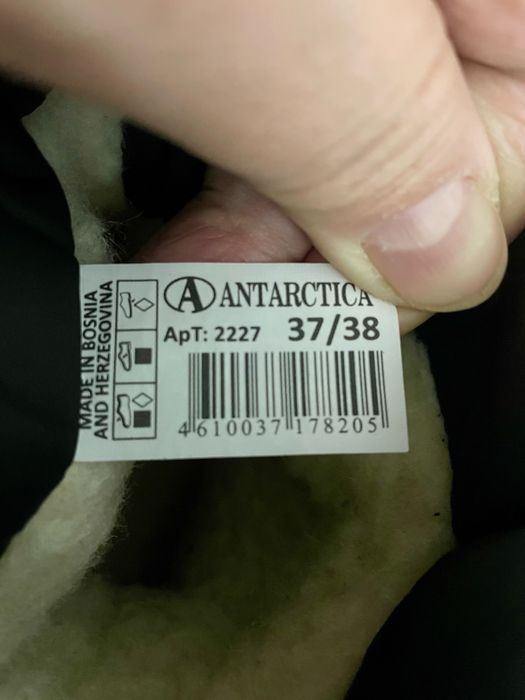 MADE IN BOSNIA
AND HERZEGOVINA
A ANTARCTICA
Арт: 2227 37/38
4 610037 178205